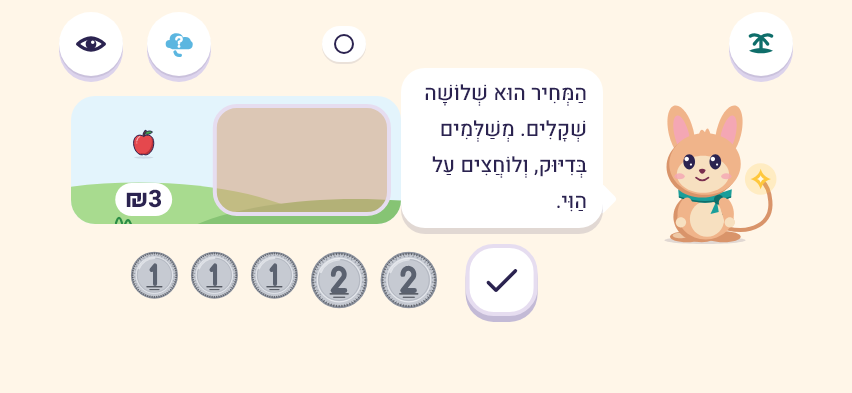 הַמְּחִיר הוּא שְׁלוֹשָׁה
שְׁקָלִים. מְשַׁלְּמִים
בְּדִיּוּק, וְלוֹחֲצִים עַל
הַוִּי.
₪3
1 1 1 2 2